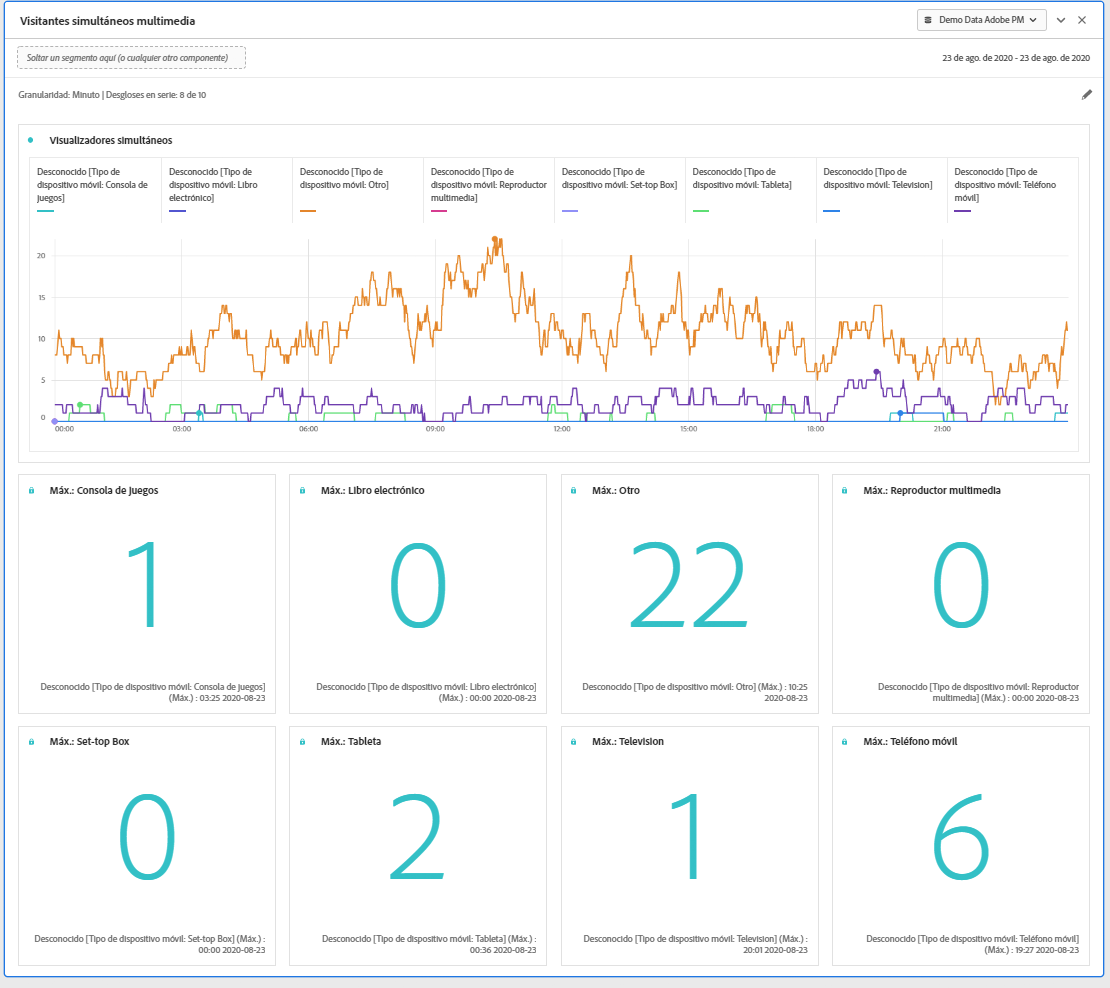 Visitantes simultáneos multimedia
Demo Data Adobe PM
Soltar un segmento aquí (o cualquier otro componente)
23 de ago. de 2020 - 23 de ago. de 2020
Granularidad: Minuto | Desgloses en serie: 8 de 10
Visualizadores simultáneos
Desconocido [Tipo de
dispositivo móvil: Consola de
juegos]
Desconocido [Tipo de
dispositivo móvil: Libro
electrónico]
Desconocido [Tipo de
dispositivo móvil: Otro]
Desconocido [Tipo de
dispositivo móvil: Reproductor
multimedia]
Desconocido [Tipo de
dispositivo móvil: Set-top Box]
Desconocido [Tipo de
dispositivo móvil: Tableta]
Desconocido [Tipo de
dispositivo móvil: Television]
Desconocido [Tipo de
dispositivo móvil: Teléfono
móvil]
20
15
10
5
0
00:00 03:00 06:00 09:00 12:00 15:00 18:00 21:00
Máx.: Consola de juegos
1
Desconocido [Tipo de dispositivo móvil: Consola de juegos]
(Máx.) : 03:25 2020-08-23
Máx.: Libro electrónico
0
Desconocido [Tipo de dispositivo móvil: Libro electrónico]
(Máx.) : 00:00 2020-08-23
Máx.: Otro
22
Desconocido [Tipo de dispositivo móvil: Otro] (Máx.) : 10:25
2020-08-23
Máx.: Reproductor multimedia
0
Desconocido [Tipo de dispositivo móvil: Reproductor
multimedia] (Máx.) : 00:00 2020-08-23
Máx.: Set-top Box
0
Desconocido [Tipo de dispositivo móvil: Set-top Box] (Máx.) :
00:00 2020-08-23
Máx.: Tableta
2
Desconocido [Tipo de dispositivo móvil: Tableta] (Máx.) :
00:36 2020-08-23
Máx.: Television
1
Desconocido [Tipo de dispositivo móvil: Television] (Máx.) :
20:01 2020-08-23
Máx.: Teléfono móvil
6
Desconocido [Tipo de dispositivo móvil: Teléfono móvil]
(Máx.) : 19:27 2020-08-23